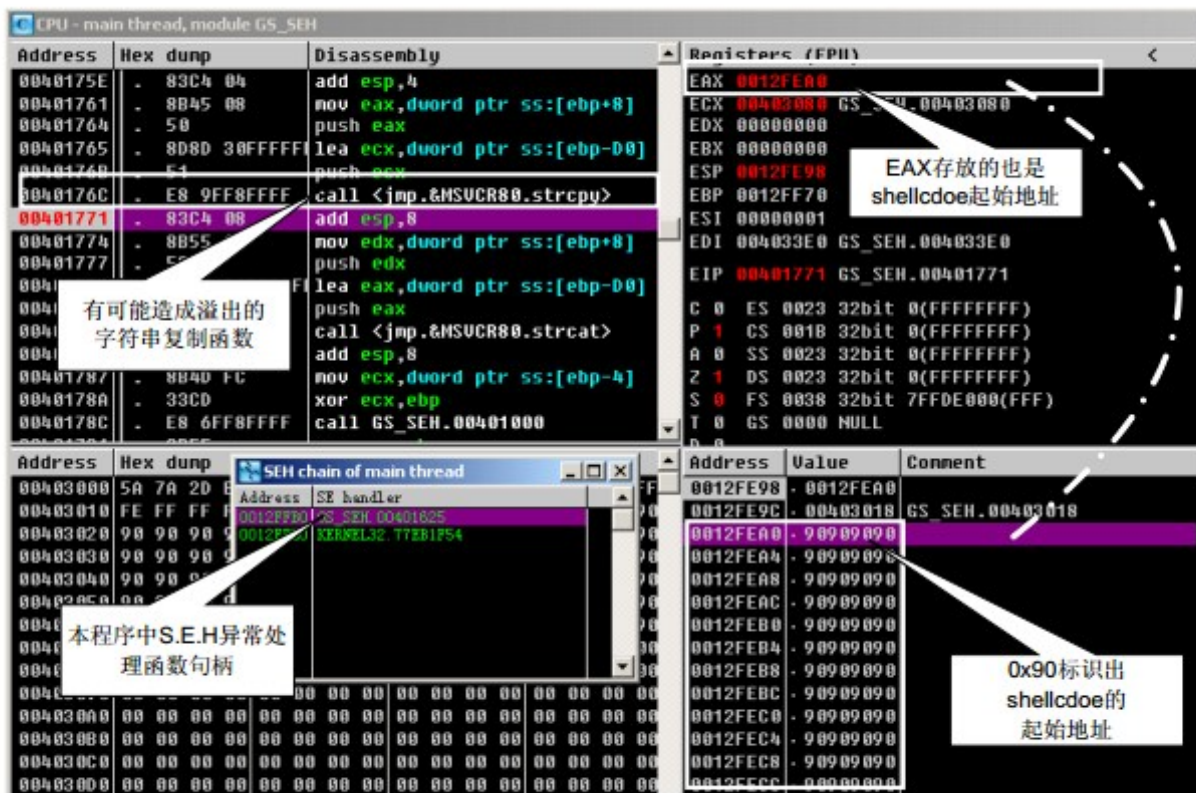 CPU - main thread, module GS_SEH
Address Hex dump Disassembly
0040175E . 83C4 04 add esp,4
00401761 . 8B45 08 mov eax,dword ptr ss:[ebp+8]
00401764 . 50 push eax
00401765 . 8D8D 30FFFFF lea ecx,dword ptr ss:[ebp-D0]
0040176B . 51 push ecx
0040176C . E8 9FF8FFFF call <jmp.&MSVCR80.strcpy>
00401771 . 83C4 08 add esp,8
00401774 . 8B55 mov edx,dword ptr ss:[ebp+8]
00401777 . push edx
lea eax,dword ptr ss:[ebp-D0]
push eax
call <jmp.&MSVCR80.strcat>
add esp,8
00401787 . 8B4D FC mov ecx,dword ptr ss:[ebp-4]
0040178A . 33CD xor ecx,ebp
0040178C . E8 6FF8FFFF call GS_SEH.00401000
有可能造成溢出的
字符串复制函数
Registers (FPU) <
EAX 0012FEA0
ECX 00403080 GS_SEH.00403080
EDX 00000000
EBX 00000000
ESP 0012FE98
EBP 0012FF70
ESI 00000001
EDI 004033E0 GS_SEH.004033E0
EIP 00401771 GS_SEH.00401771
C 0 ES 0023 32bit 0(FFFFFFFF)
P 1 CS 001B 32bit 0(FFFFFFFF)
A 0 SS 0023 32bit 0(FFFFFFFF)
Z 1 DS 0023 32bit 0(FFFFFFFF)
S 0 FS 0038 32bit 7FFDE000(FFF)
T 0 GS 0000 NULL
EAX存放的也是
shellcdoe起始地址
Address Hex dump
00403000 5A 7A 2D
00403010 FE FF FF
00403020 90 90 90
00403030 90 90 90
00403040 90 90
00403050
SEH chain of main thread
Address SE handler
0012FFB0 GS_SEH.00401625
KERNEL32.77EB1F54
本程序中S.E.H异常处
理函数句柄
004030A0 00 00 00 00 00 00 00 00 00 00 00 00 00 00 00 00
004030B0 00 00 00 00 00 00 00 00 00 00 00 00 00 00 00 00
004030C0 00 00 00 00 00 00 00 00 00 00 00 00 00 00 00 00
004030D0 00 00 00 00 00 00 00 00 00 00 00 00 00 00 00 00
Address Value Comment
0012FE98 0012FEA0
0012FE9C 00403018 GS_SEH.00403018
0012FEA0 90909090
0012FEA4 90909090
0012FEA8 90909090
0012FEAC 90909090
0012FEB0 90909090
0012FEB4 90909090
0012FEB8 90909090
0012FEBC 90909090
0012FEC0 90909090
0012FEC4 90909090
0012FEC8 90909090
0012FECC 90909090
0x90标识出
shellcdoe的
起始地址